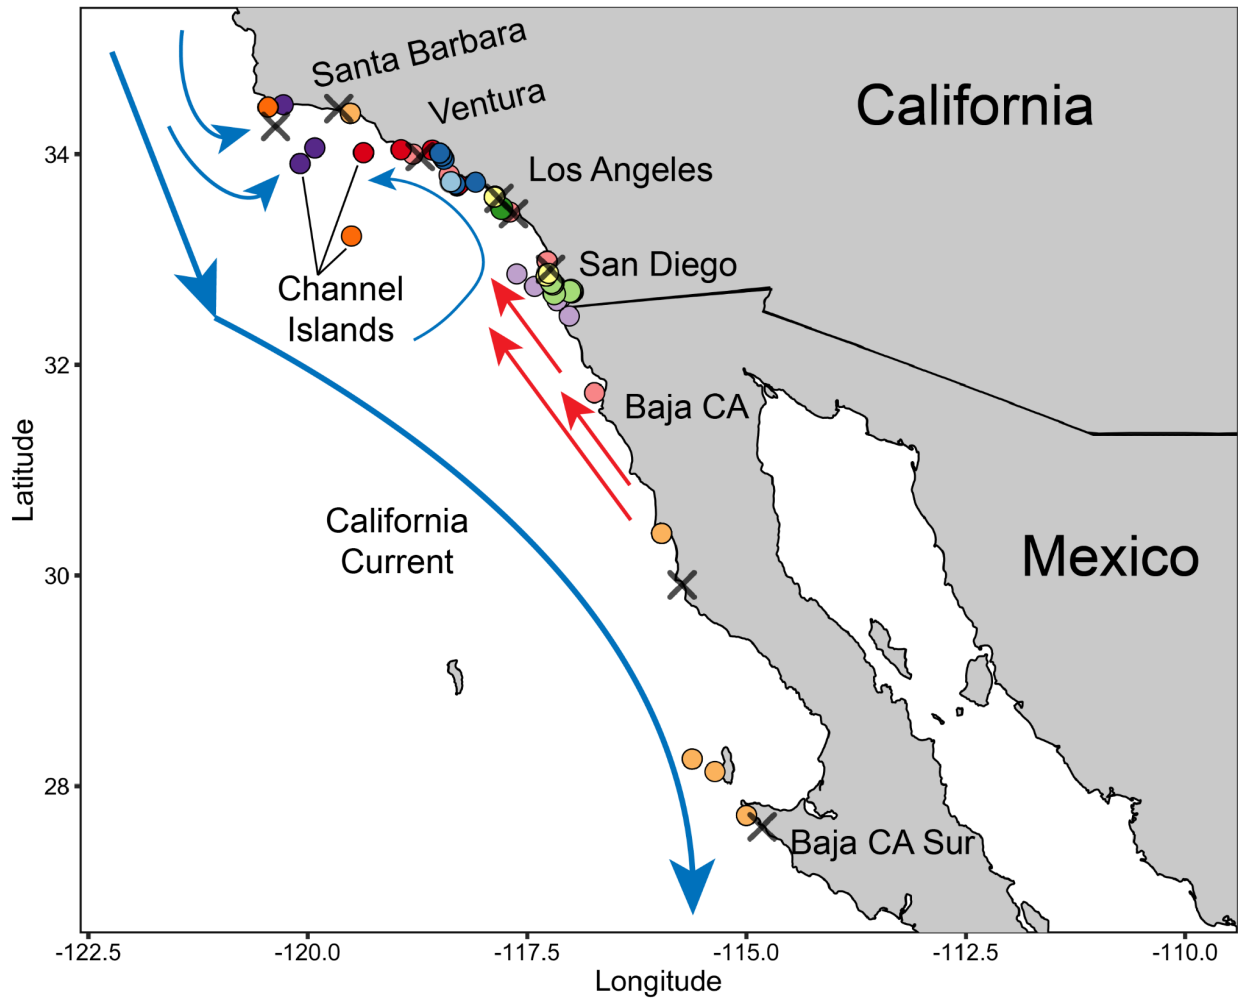 Santa Barbara
Ventura
California
Los Angeles
San Diego
Channel
Islands
Baja CA
California
Current
Mexico
Baja CA Sur
34
32
30
28
Latitude
-122.5
-120.0
-117.5
-115.0
-112.5
-110.0
Longitude